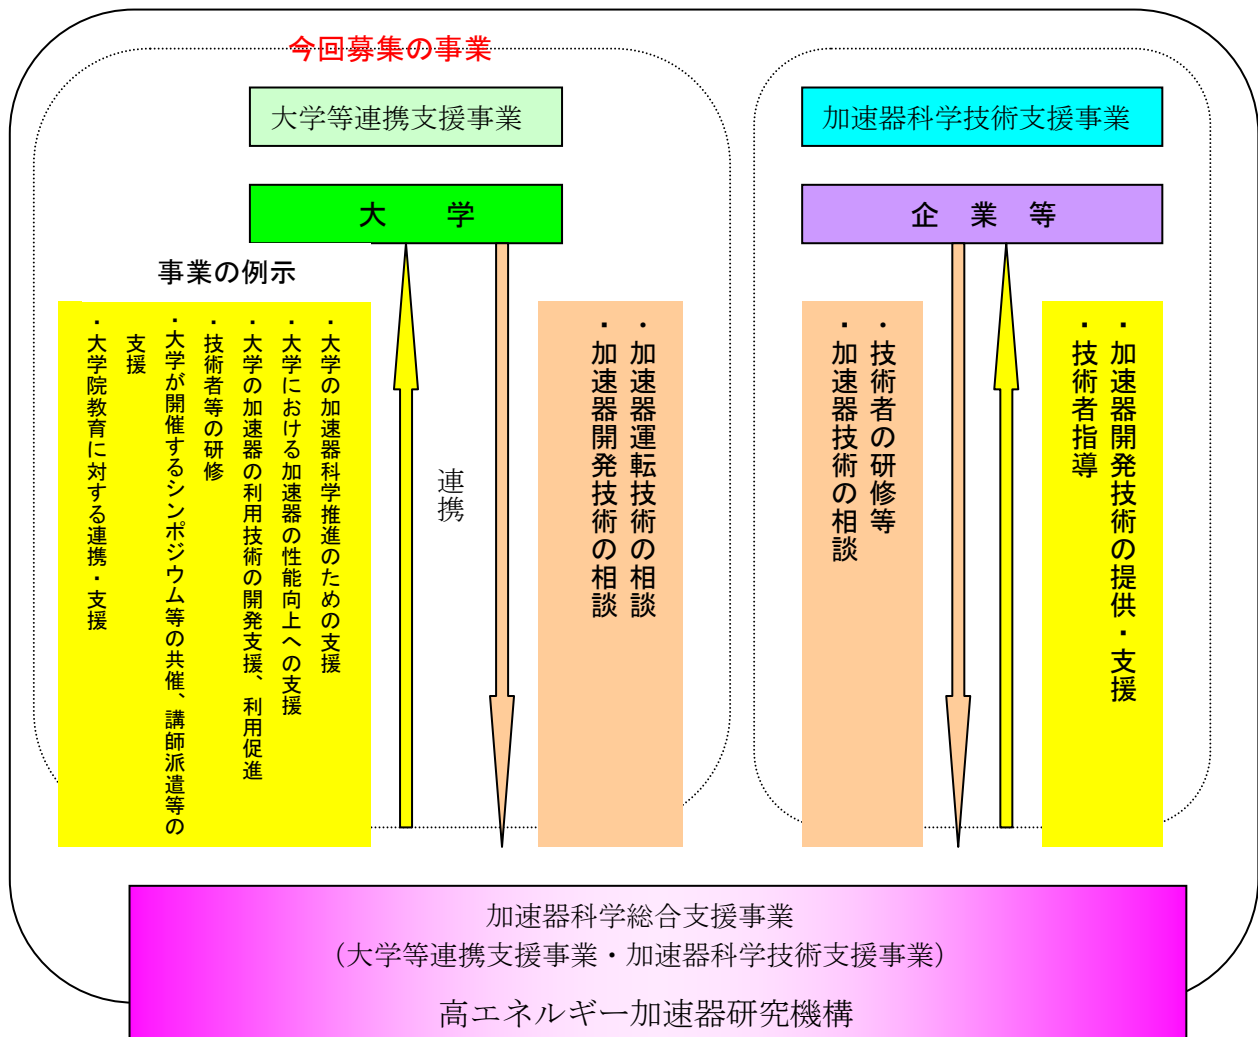 今回募集の事業
大学等連携支援事業
加速器科学技術支援事業
大　　学
企　業　等
事業の例示
・大学の加速器科学推進のための支援
・大学における加速器の性能向上への支援
・大学の加速器の利用技術の開発支援、利用促進
・技術者等の研修
・大学が開催するシンポジウム等の共催、講師派遣等の
支援
・大学院教育に対する連携・支援
連携
・加速器運転技術の相談
・加速器開発技術の相談
・技術者の研修等
・加速器技術の相談
・加速器開発技術の提供・支援
・技術者指導
加速器科学総合支援事業
（大学等連携支援事業・加速器科学技術支援事業）
高エネルギー加速器研究機構